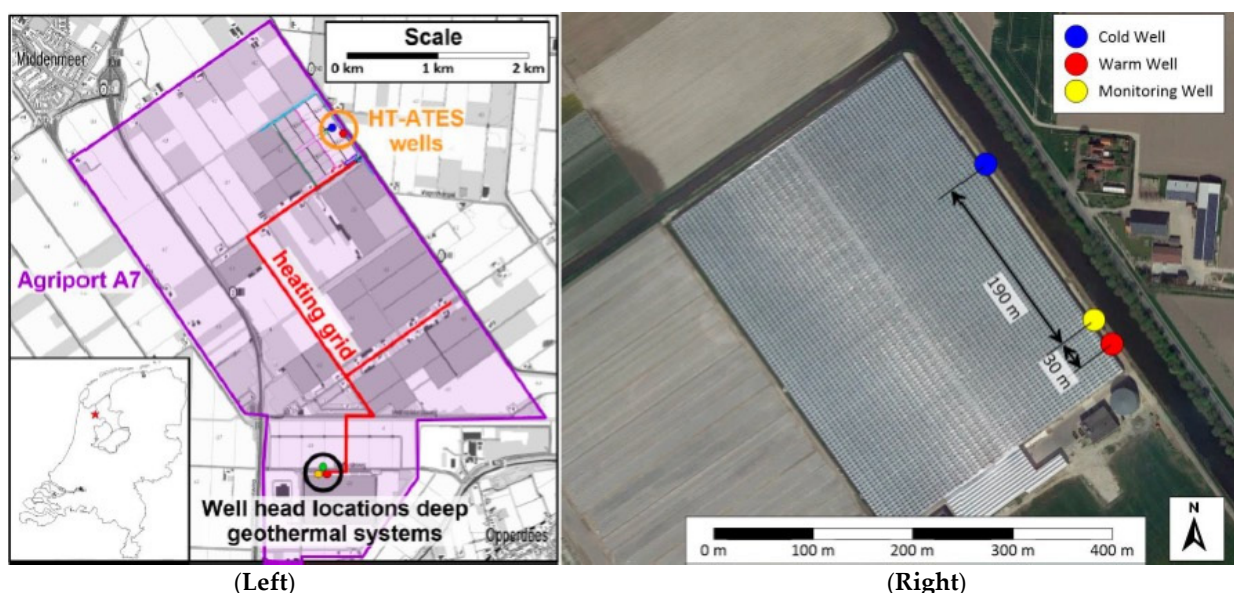 Middenmeer
Scale
0 km 1 km 2 km
HT-ATES
wells
Agriport A7
heating grid
Well head locations deep
geothermal systems
Opperdoes
(Left)
Cold Well
Warm Well
Monitoring Well
190 m
30 m
N
0 m 100 m 200 m 300 m 400 m
(Right)